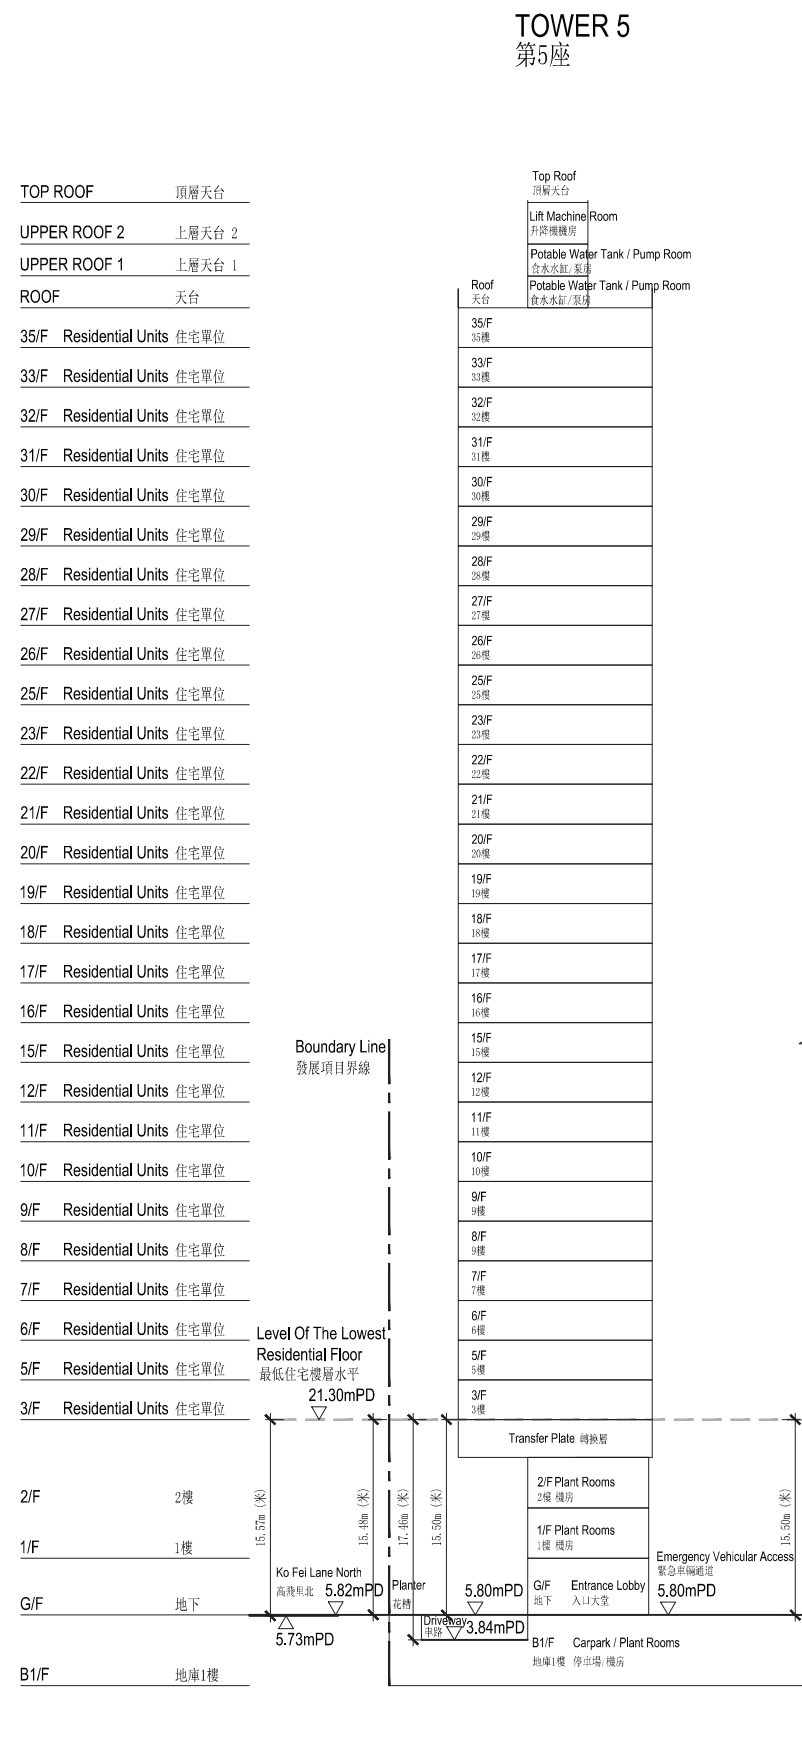 TOWER 5
第5座
TOP ROOF 頂層天台
UPPER ROOF 2 上層天台 2
UPPER ROOF 1 上層天台 1
ROOF 天台
35/F Residential Units 住宅單位
33/F Residential Units 住宅單位
32/F Residential Units 住宅單位
31/F Residential Units 住宅單位
30/F Residential Units 住宅單位
29/F Residential Units 住宅單位
28/F Residential Units 住宅單位
27/F Residential Units 住宅單位
26/F Residential Units 住宅單位
25/F Residential Units 住宅單位
23/F Residential Units 住宅單位
22/F Residential Units 住宅單位
21/F Residential Units 住宅單位
20/F Residential Units 住宅單位
19/F Residential Units 住宅單位
18/F Residential Units 住宅單位
17/F Residential Units 住宅單位
16/F Residential Units 住宅單位
15/F Residential Units 住宅單位
12/F Residential Units 住宅單位
11/F Residential Units 住宅單位
10/F Residential Units 住宅單位
9/F Residential Units 住宅單位
8/F Residential Units 住宅單位
7/F Residential Units 住宅單位
6/F Residential Units 住宅單位
5/F Residential Units 住宅單位
3/F Residential Units 住宅單位
2/F 2樓
1/F 1樓
G/F 地下
B1/F 地庫1樓
Top Roof
頂層天台
Lift Machine Room
升降機機房
Potable Water Tank / Pump Room
食水水缸/泵房
Roof
天台
Potable Water Tank / Pump Room
食水水缸/泵房
35/F
35樓
33/F
33樓
32/F
32樓
31/F
31樓
30/F
30樓
29/F
29樓
28/F
28樓
27/F
27樓
26/F
26樓
25/F
25樓
23/F
23樓
22/F
22樓
21/F
21樓
20/F
20樓
19/F
19樓
18/F
18樓
17/F
17樓
16/F
16樓
15/F
15樓
12/F
12樓
11/F
11樓
10/F
10樓
9/F
9樓
8/F
9樓
7/F
7樓
6/F
6樓
5/F
5樓
3/F
3樓
Transfer Plate 轉換層
2/F Plant Rooms
2樓 機房
1/F Plant Rooms
1樓 機房
G/F Entrance Lobby
地下 入口大堂
B1/F Carpark / Plant Rooms
地庫1樓 停車場/機房
Boundary Line
發展項目界線
Level Of The Lowest
Residential Floor
最低住宅樓層水平
21.30mPD
15.57m (米)
15.48m (米)
17.46m (米)
15.50m (米)
15.50m (米)
Ko Fei Lane North
高飛里北
5.82mPD
5.73mPD
Planter
花糟
5.80mPD
Driveway
車路
3.84mPD
Emergency Vehicular Access
緊急車輛通道
5.80mPD